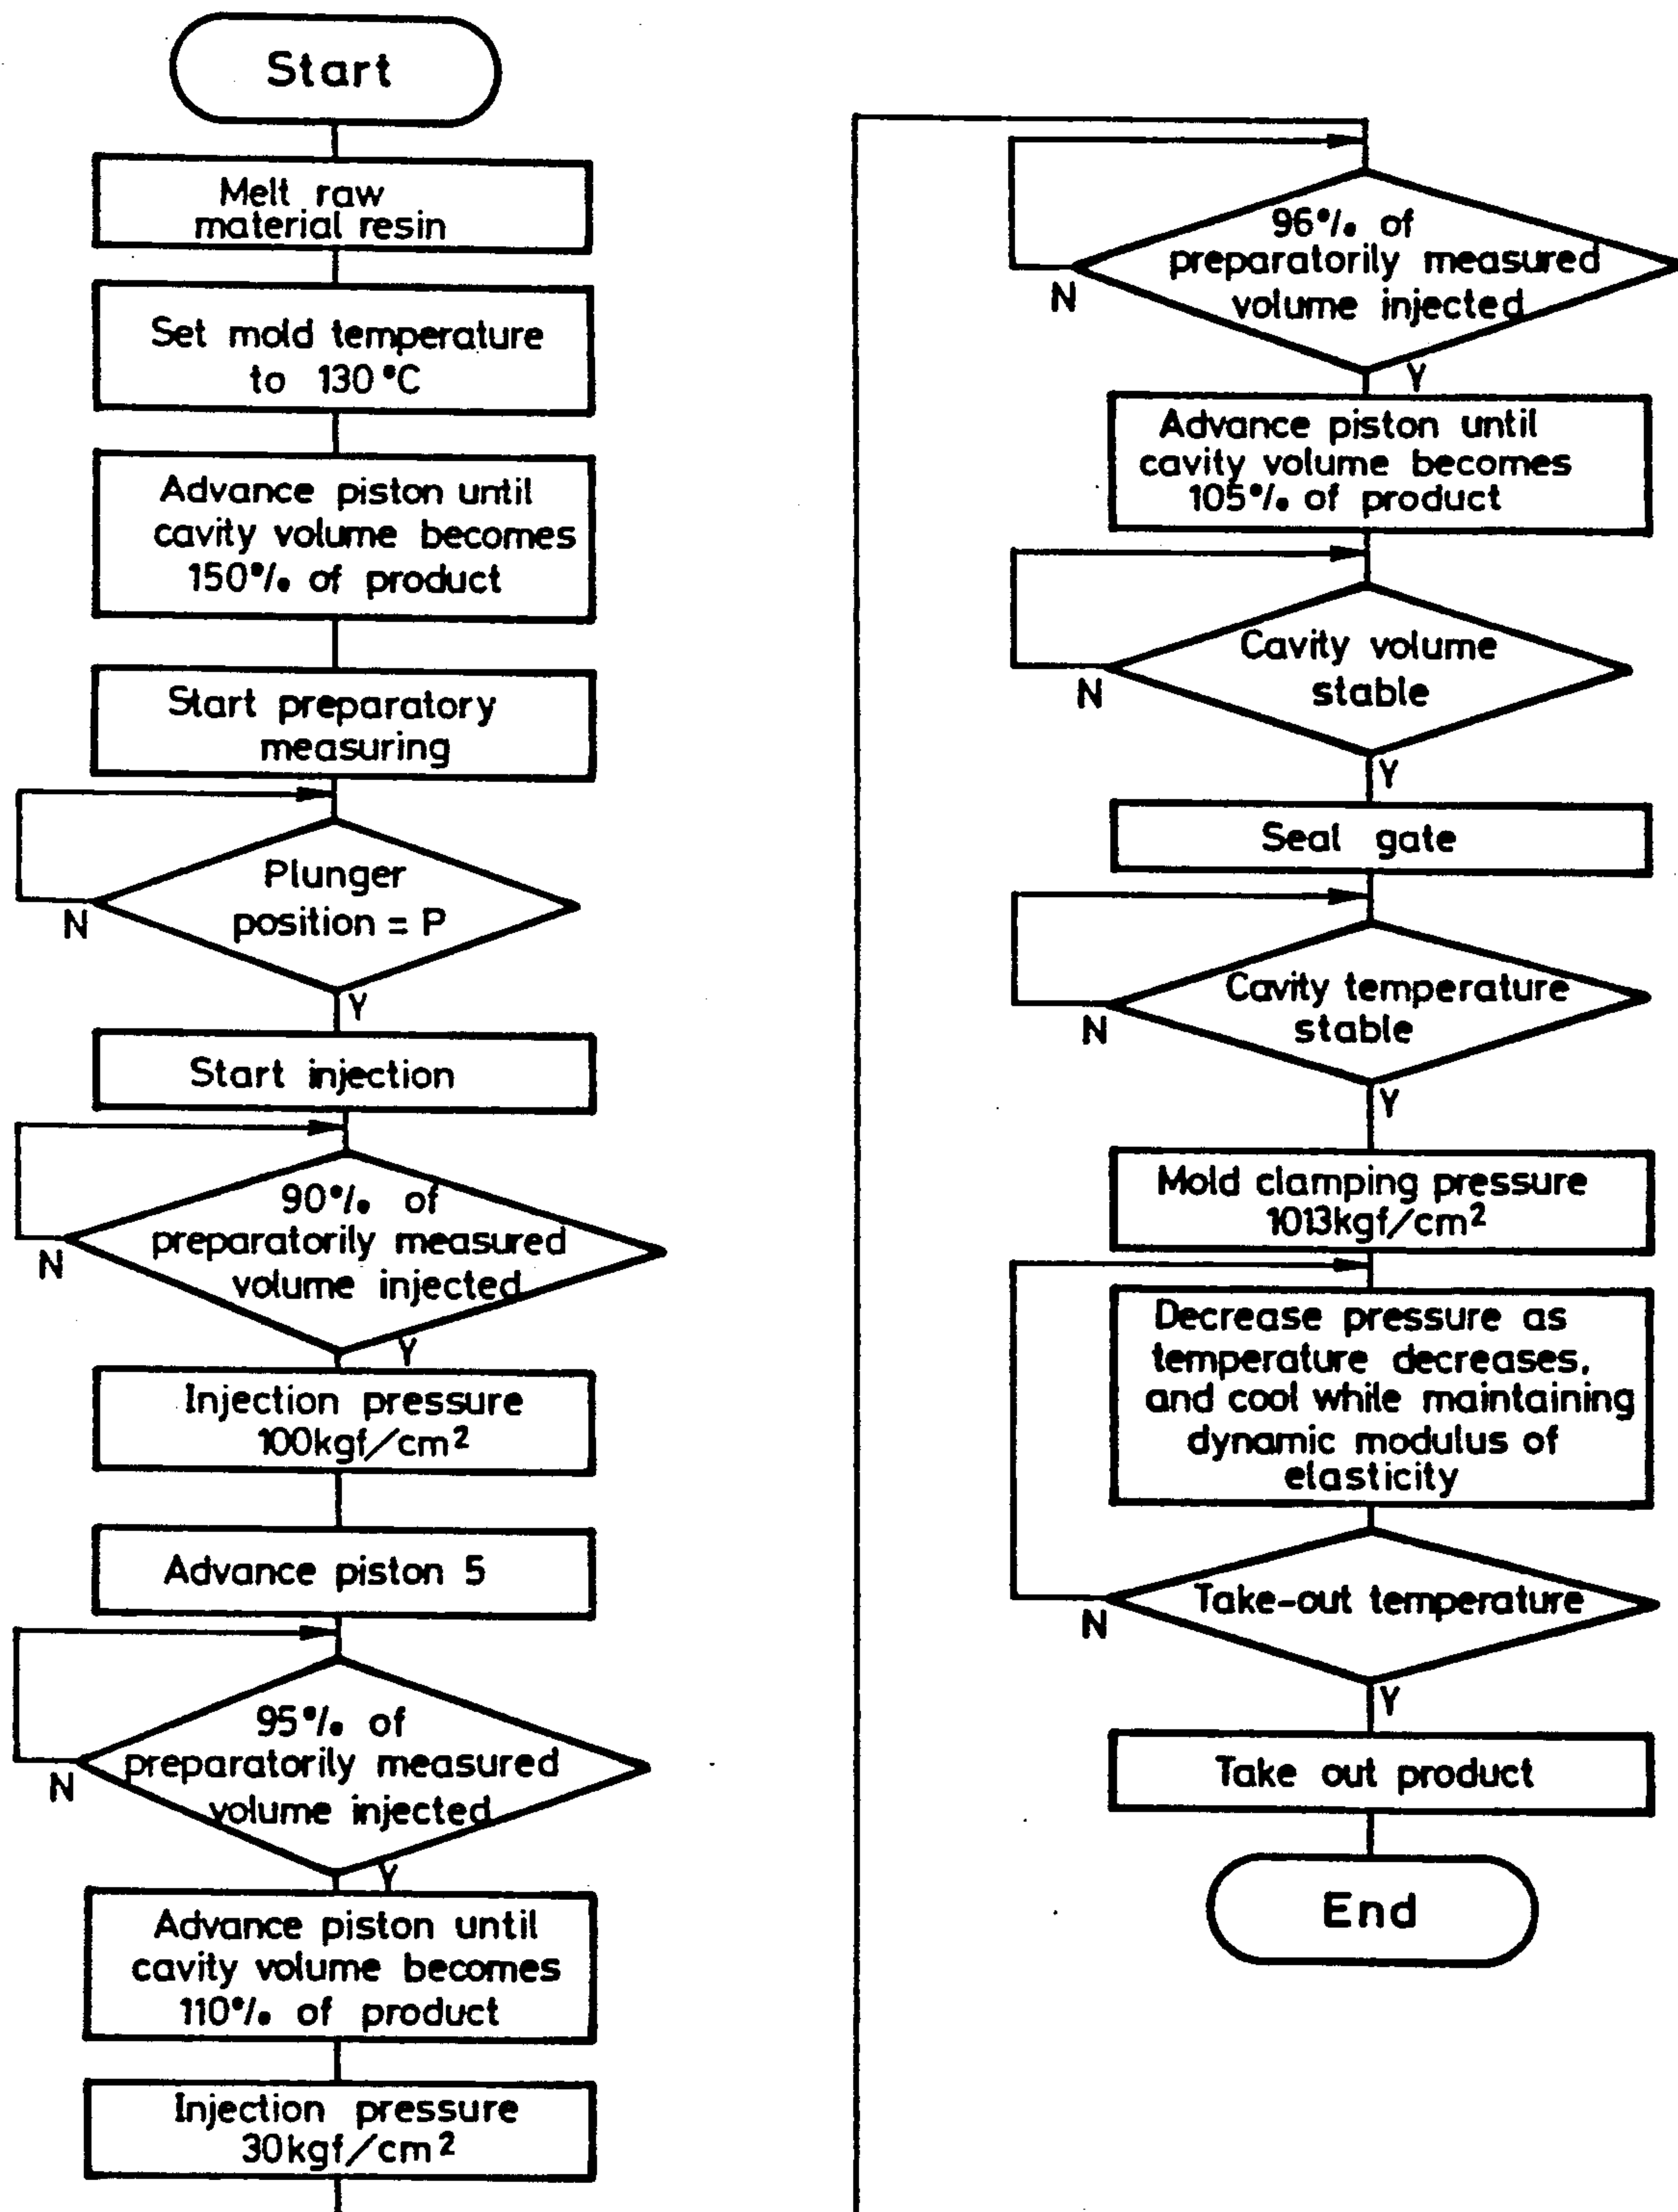 Start
Melt raw
material resin
Set mold temperature
to 130°C
Advance piston until
cavity volume becomes
150% of product
Start preparatory
measuring
Plunger
position = P
N
Y
Start injection
90% of
preparatorily measured
volume injected
N
Y
Injection pressure
100kgf/cm²
Advance piston 5
95% of
preparatorily measured
volume injected
N
Y
Advance piston until
cavity volume becomes
110% of product
Injection pressure
30kgf/cm²
96% of
preparatorily measured
volume injected
N
Y
Advance piston until
cavity volume becomes
105% of product
Cavity volume
stable
N
Y
Seal gate
Cavity temperature
stable
N
Y
Mold clamping pressure
1013kgf/cm²
Decrease pressure as
temperature decreases,
and cool while maintaining
dynamic modulus of
elasticity
Take-out temperature
N
Y
Take out product
End